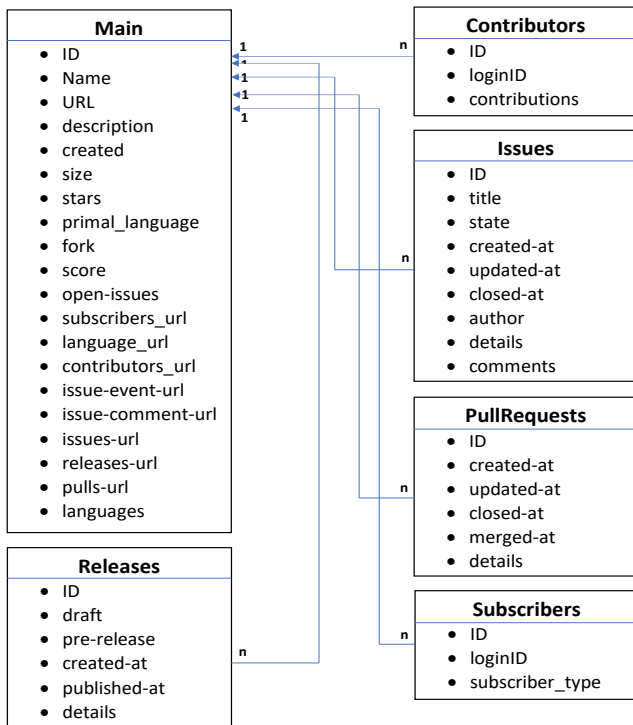 Main
• ID
• Name
• URL
• description
• created
• size
• stars
• primal_language
• fork
• score
• open-issues
• subscribers_url
• language_url
• contributors_url
• issue-event-url
• issue-comment-url
• issues-url
• releases-url
• pulls-url
• languages
Releases
• ID
• draft
• pre-release
• created-at
• published-at
• details
1
1
1
1
1
n
n
n
n
n
Contributors
• ID
• loginID
• contributions
Issues
• ID
• title
• state
• created-at
• updated-at
• closed-at
• author
• details
• comments
PullRequests
• ID
• created-at
• updated-at
• closed-at
• merged-at
• details
Subscribers
• ID
• loginID
• subscriber_type